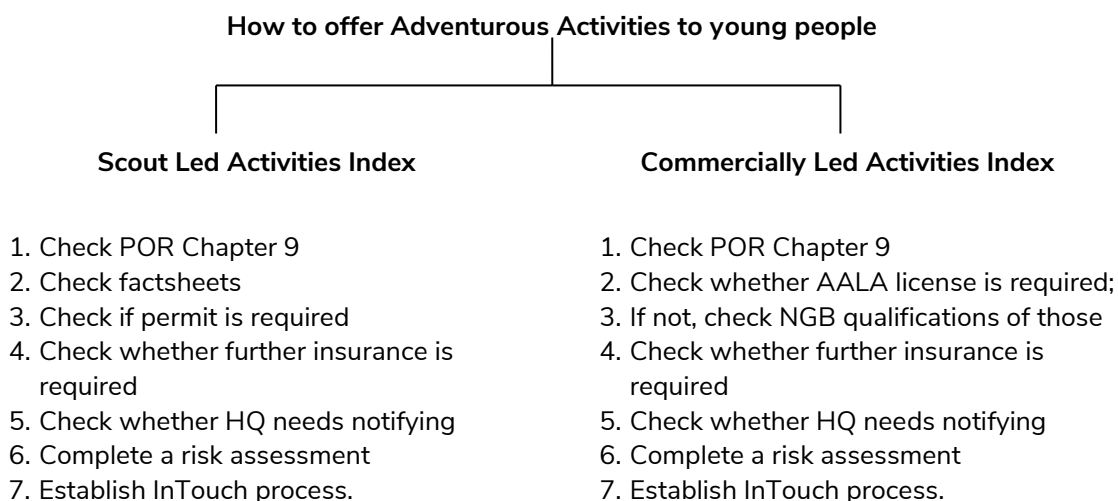 How to offer Adventurous Activities to young people
Scout Led Activities Index
1. Check POR Chapter 9
2. Check factsheets
3. Check if permit is required
4. Check whether further insurance is
required
5. Check whether HQ needs notifying
6. Complete a risk assessment
7. Establish InTouch process.
Commercially Led Activities Index
1. Check POR Chapter 9
2. Check whether AALA license is required;
3. If not, check NGB qualifications of those
4. Check whether further insurance is
required
5. Check whether HQ needs notifying
6. Complete a risk assessment
7. Establish InTouch process.